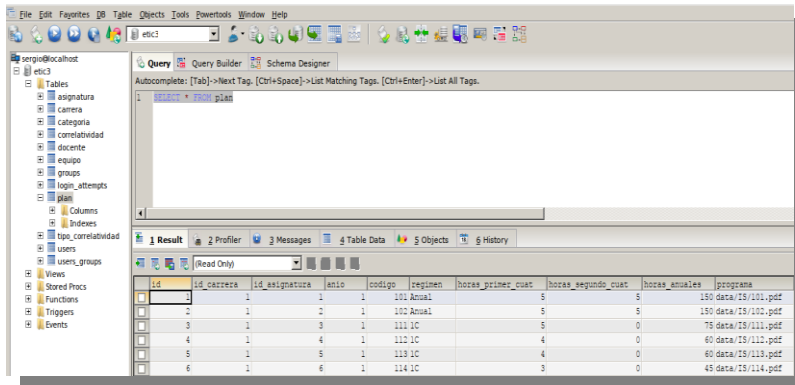 File Edit Favorites DB Table Objects Tools Powertools Window Help
etic3
sergio@localhost
etic3
Tables
asignatura
carrera
categoria
correlatividad
docente
equipo
groups
login_attempts
plan
Columns
Indexes
tipo_correlatividad
users
users_groups
Views
Stored Procs
Functions
Triggers
Events
Query Query Builder Schema Designer
Autocomplete: [Tab]->Next Tag. [Ctrl+Space]->List Matching Tags. [Ctrl+Enter]->List All Tags.
1 SELECT * FROM plan
1 Result 2 Profiler 3 Messages 4 Table Data 5 Objects 6 History
(Read Only)
id id_carrera id_asignatura anio codigo regimen horas_primer_cuat horas_segundo_cuat horas_anuales programa
1 1 1 1 101 Anual 5 5 150 data/IS/101.pdf
2 1 2 1 102 Anual 5 5 150 data/IS/102.pdf
3 1 3 1 111 1C 5 0 75 data/IS/111.pdf
4 1 4 1 112 1C 4 0 60 data/IS/112.pdf
5 1 5 1 113 1C 4 0 60 data/IS/113.pdf
6 1 6 1 114 1C 3 0 45 data/IS/114.pdf